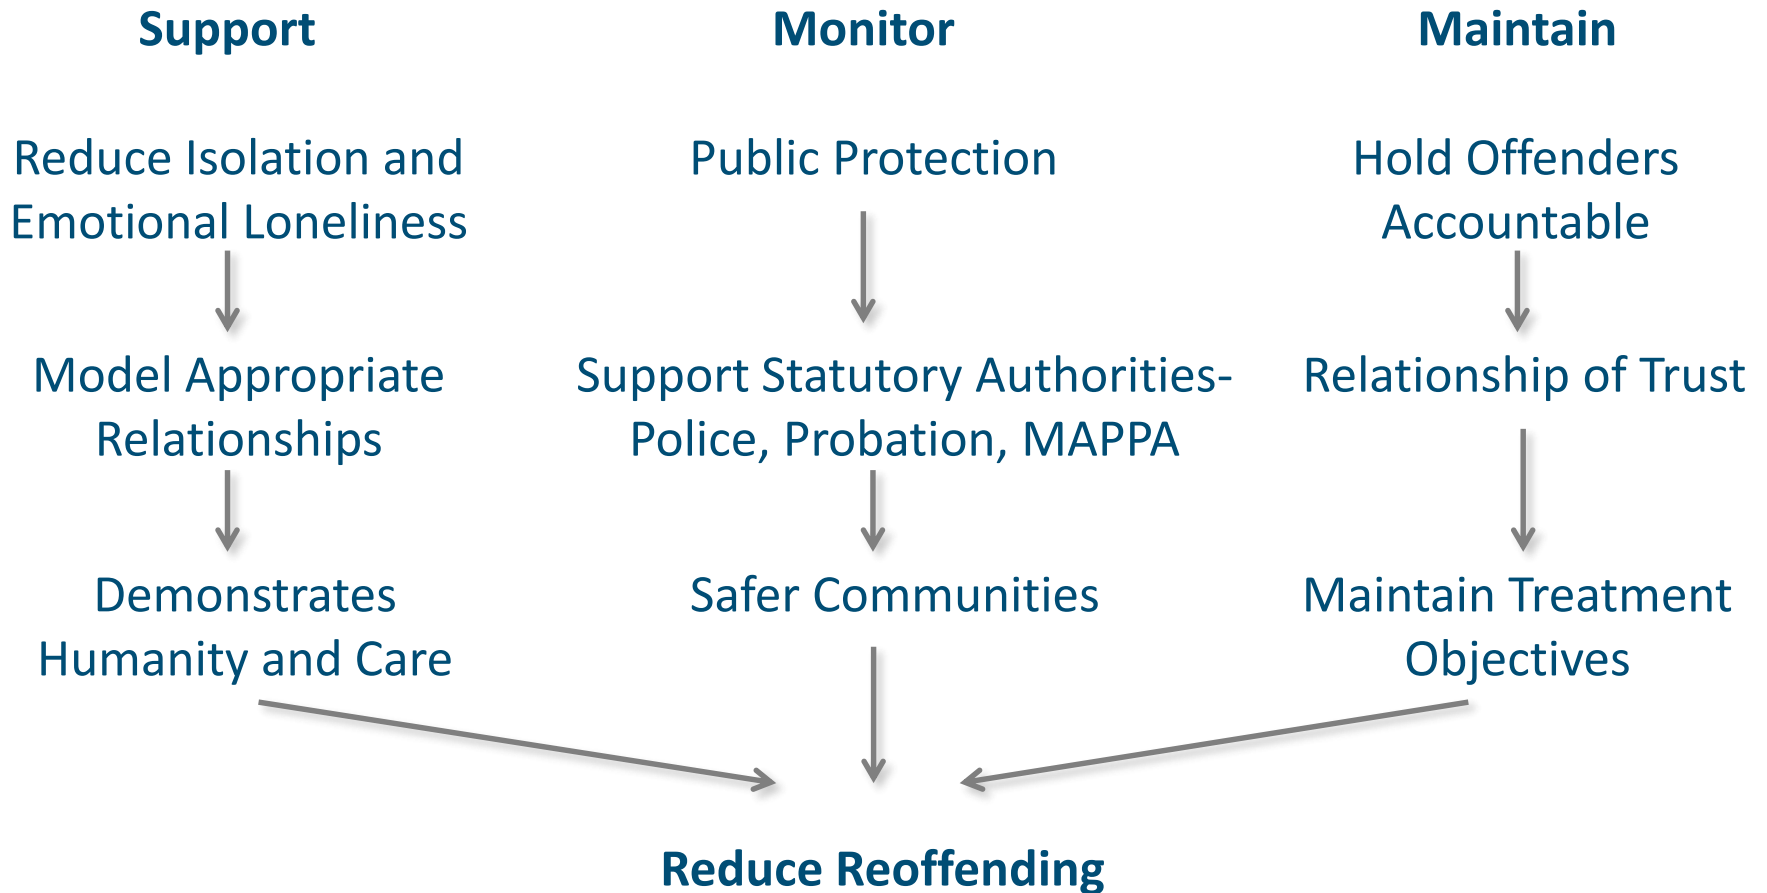 Support
Monitor
Maintain
Reduce Isolation and
Emotional Loneliness
Public Protection
Hold Offenders
Accountable
Model Appropriate
Relationships
Support Statutory Authorities-
Police, Probation, MAPPA
Relationship of Trust
Demonstrates
Humanity and Care
Safer Communities
Maintain Treatment
Objectives
Reduce Reoffending